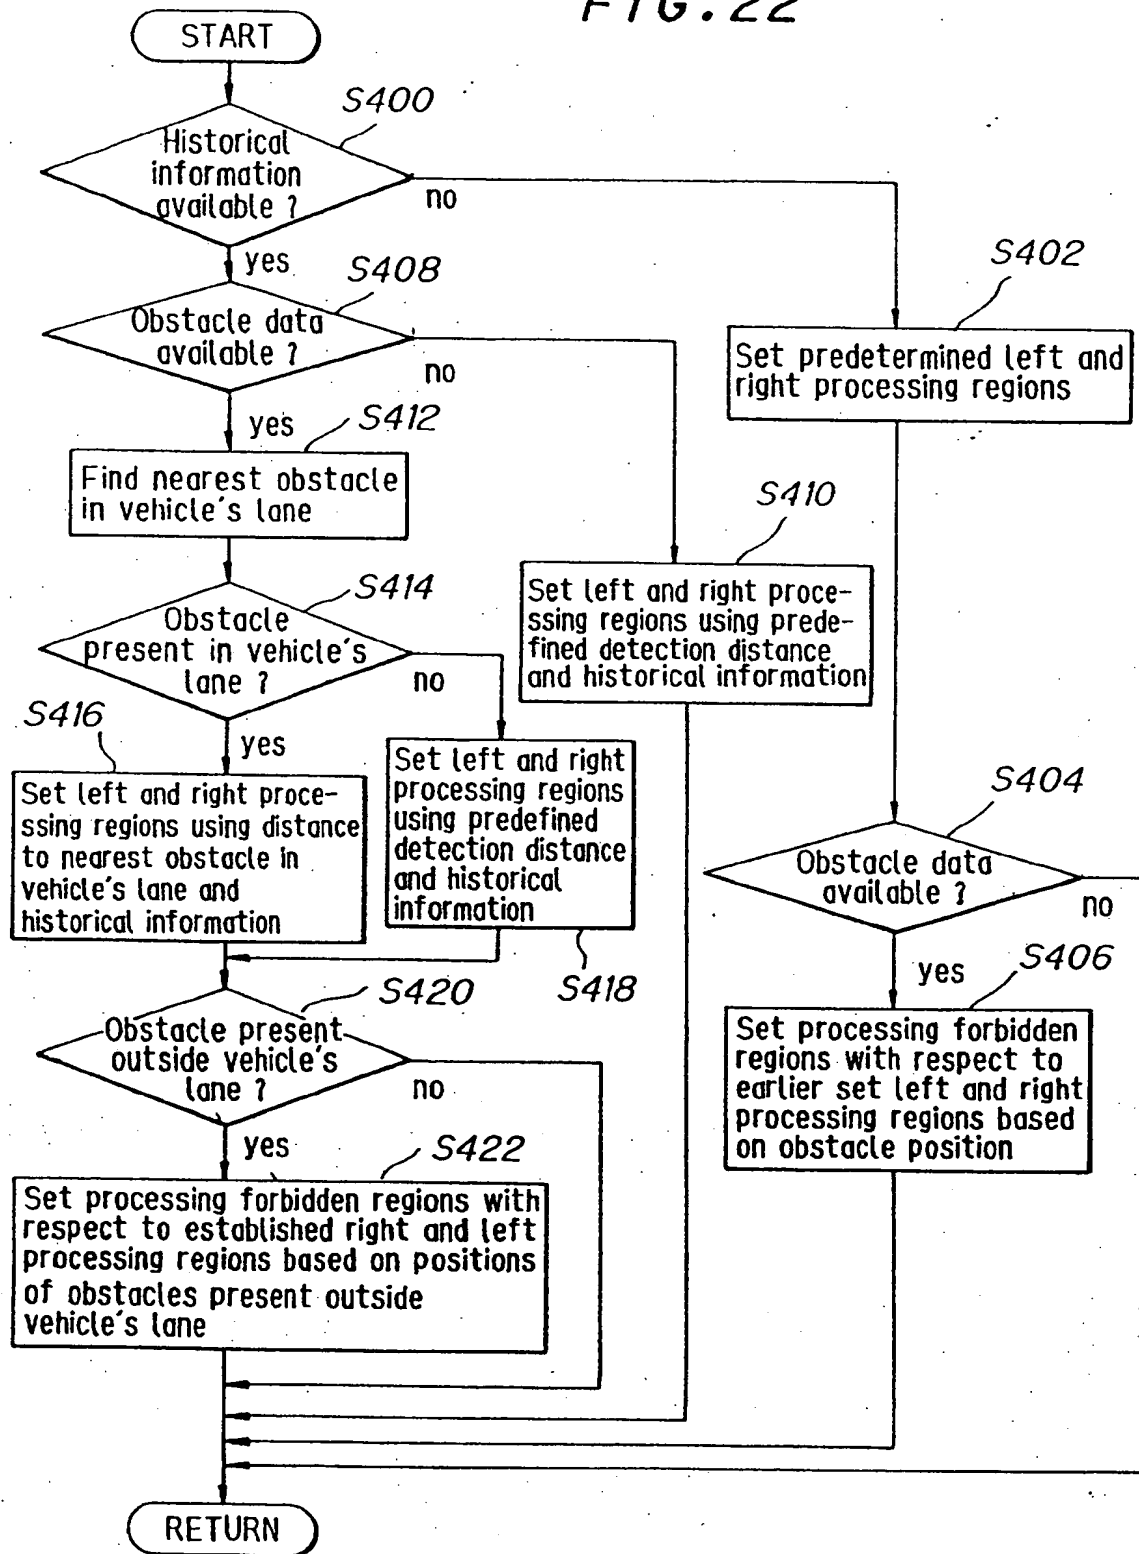 FIG.22
START
S400
Historical
information
available ?
no
yes
S408
Obstacle data
available ?
no
S402
Set predetermined left and
right processing regions
yes
S412
Find nearest obstacle
in vehicle's lane
S410
Set left and right proce-
ssing regions using prede-
fined detection distance
and historical information
S414
Obstacle
present in vehicle's
lane ?
no
S416
yes
Set left and right proce-
ssing regions using distance
to nearest obstacle in
vehicle's lane and
historical information
Set left and right
processing regions
using predefined
detection distance
and historical
information
S418
S404
Obstacle data
available ?
no
yes
S406
Set processing forbidden
regions with respect to
earlier set left and right
processing regions based
on obstacle position
S420
Obstacle present
outside vehicle's
lane ?
no
yes
S422
Set processing forbidden regions with
respect to established right and left
processing regions based on positions
of obstacles present outside
vehicle's lane
RETURN